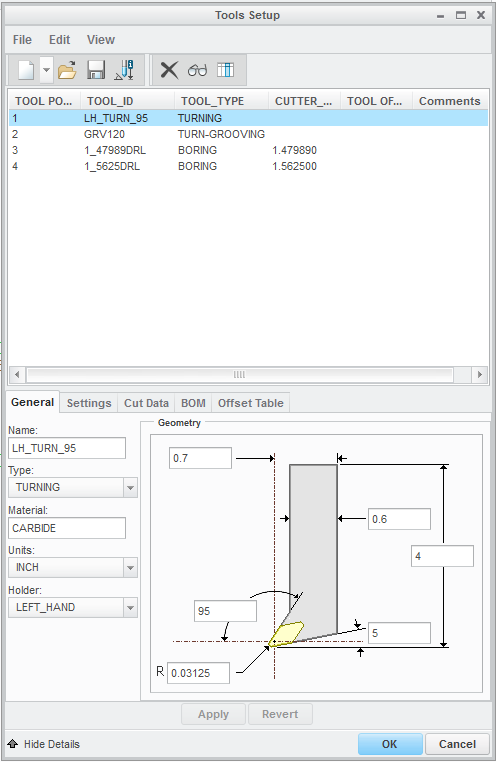 Tools Setup
File Edit View
TOOL PO... TOOL_ID TOOL_TYPE CUTTER_... TOOL OF... Comments
1 LH_TURN_95 TURNING
2 GRV120 TURN-GROOVING
3 1_47989DRL BORING 1.479890
4 1_5625DRL BORING 1.562500
General Settings Cut Data BOM Offset Table
Name:
LH_TURN_95
Type:
TURNING
Material:
CARBIDE
Units:
INCH
Holder:
LEFT_HAND
Geometry
0.7
0.6
4
95
5
R 0.03125
Apply Revert
Hide Details OK Cancel